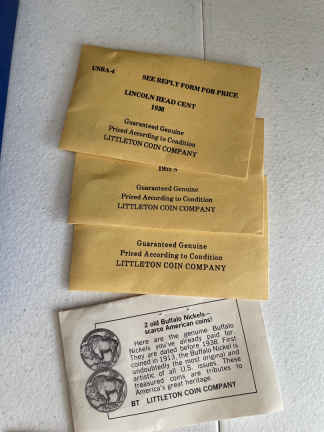 USRA-4
SEE REPLY FORM FOR PRICE
LINCOLN HEAD CENT
Guaranteed Genuine
Priced According to Condition
LITTLETON COIN COMPANY
Guaranteed Genuine
Priced According to Condition
LITTLETON COIN COMPANY
Guaranteed Genuine
Priced According to Condition
LITTLETON COIN COMPANY
2 old Buffalo Nickels—
scarce American coins!
Here are the genuine Buffalo
Nickels you've already paid for.
They are dated before 1938. First
coined in 1913, the Buffalo Nickel is
undoubtedly the most original and
artistic of all U.S. issues. These
treasured coins are tributes to
America's great heritage.
BT LITTLETON COIN COMPANY